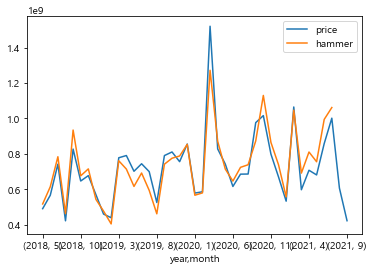 1e9
price
hammer
1.4
1.2
1.0
0.8
0.6
0.4
(2018, 5) (2018, 10) (2019, 3) (2019, 8) (2020, 1) (2020, 6) (2020, 11) (2021, 4) (2021, 9)
year,month